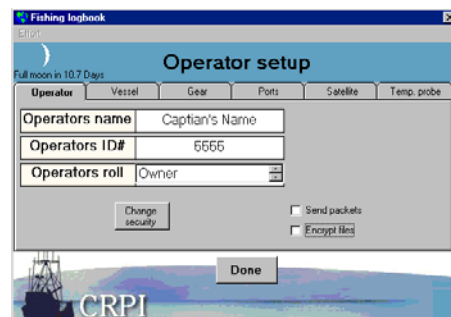 Fishing logbook
Effort
Full moon in 10.7 Days
Operator setup
Operator Vessel Gear Ports Satellite Temp. probe
Operators name Captian's Name
Operators ID# 5555
Operators roll Owner
Change security
Send packets
Encrypt files
Done
CRPI